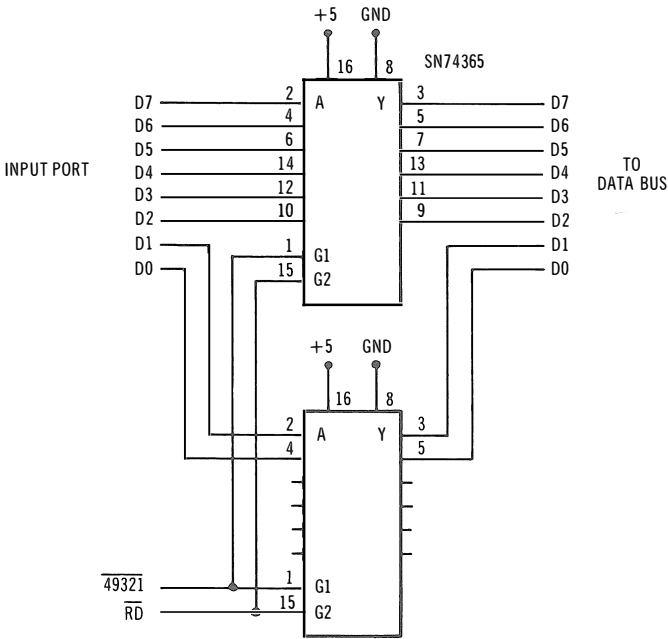 +5 GND
16 8 SN74365
D7 2 A Y 3 D7
D6 4 5 D6
D5 6 7 D5
INPUT PORT D4 14 13 D4 TO DATA BUS
D3 12 11 D3
D2 10 9 D2
D1 1 G1 D1
D0 15 G2 D0
+5 GND
16 8
2 A Y 3
4 5
49321 1 G1
RD 15 G2